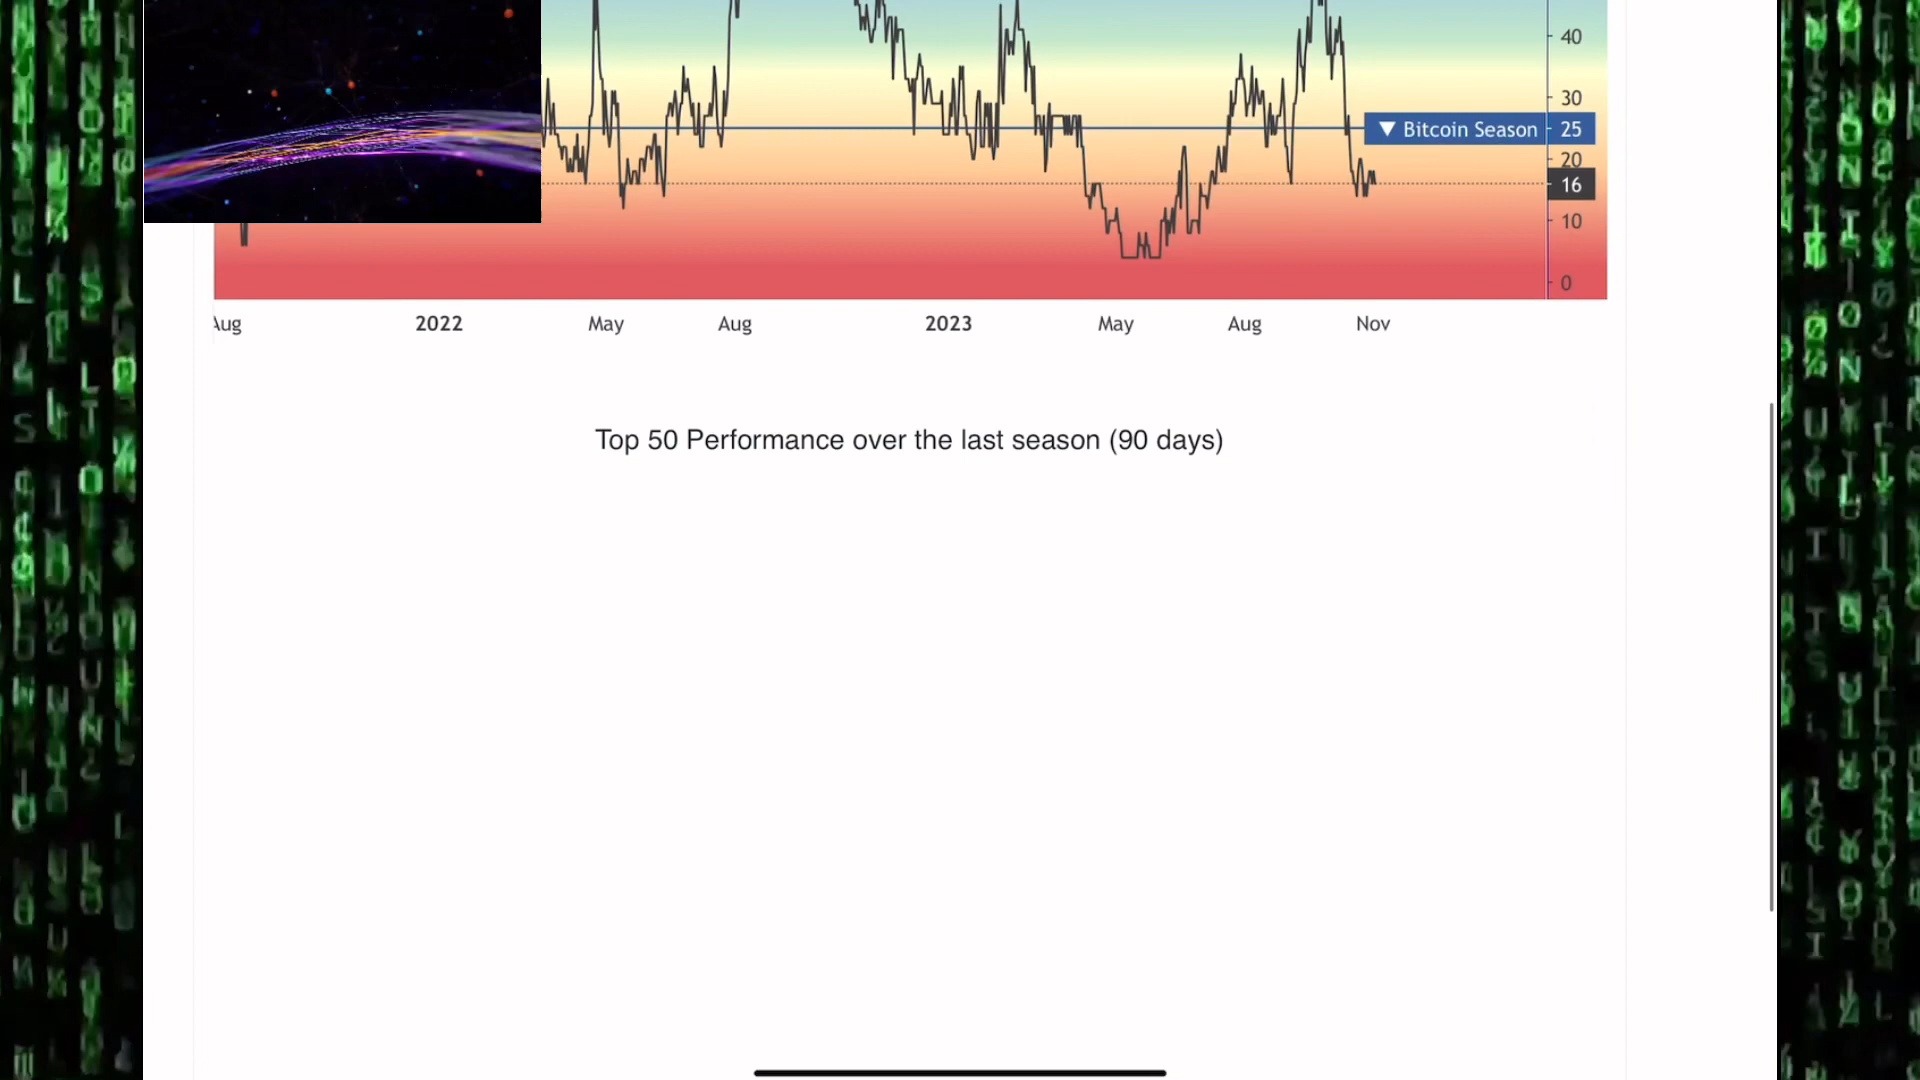 40
30
▼ Bitcoin Season 25
20
16
10
0
Aug 2022 May Aug 2023 May Aug Nov
Top 50 Performance over the last season (90 days)